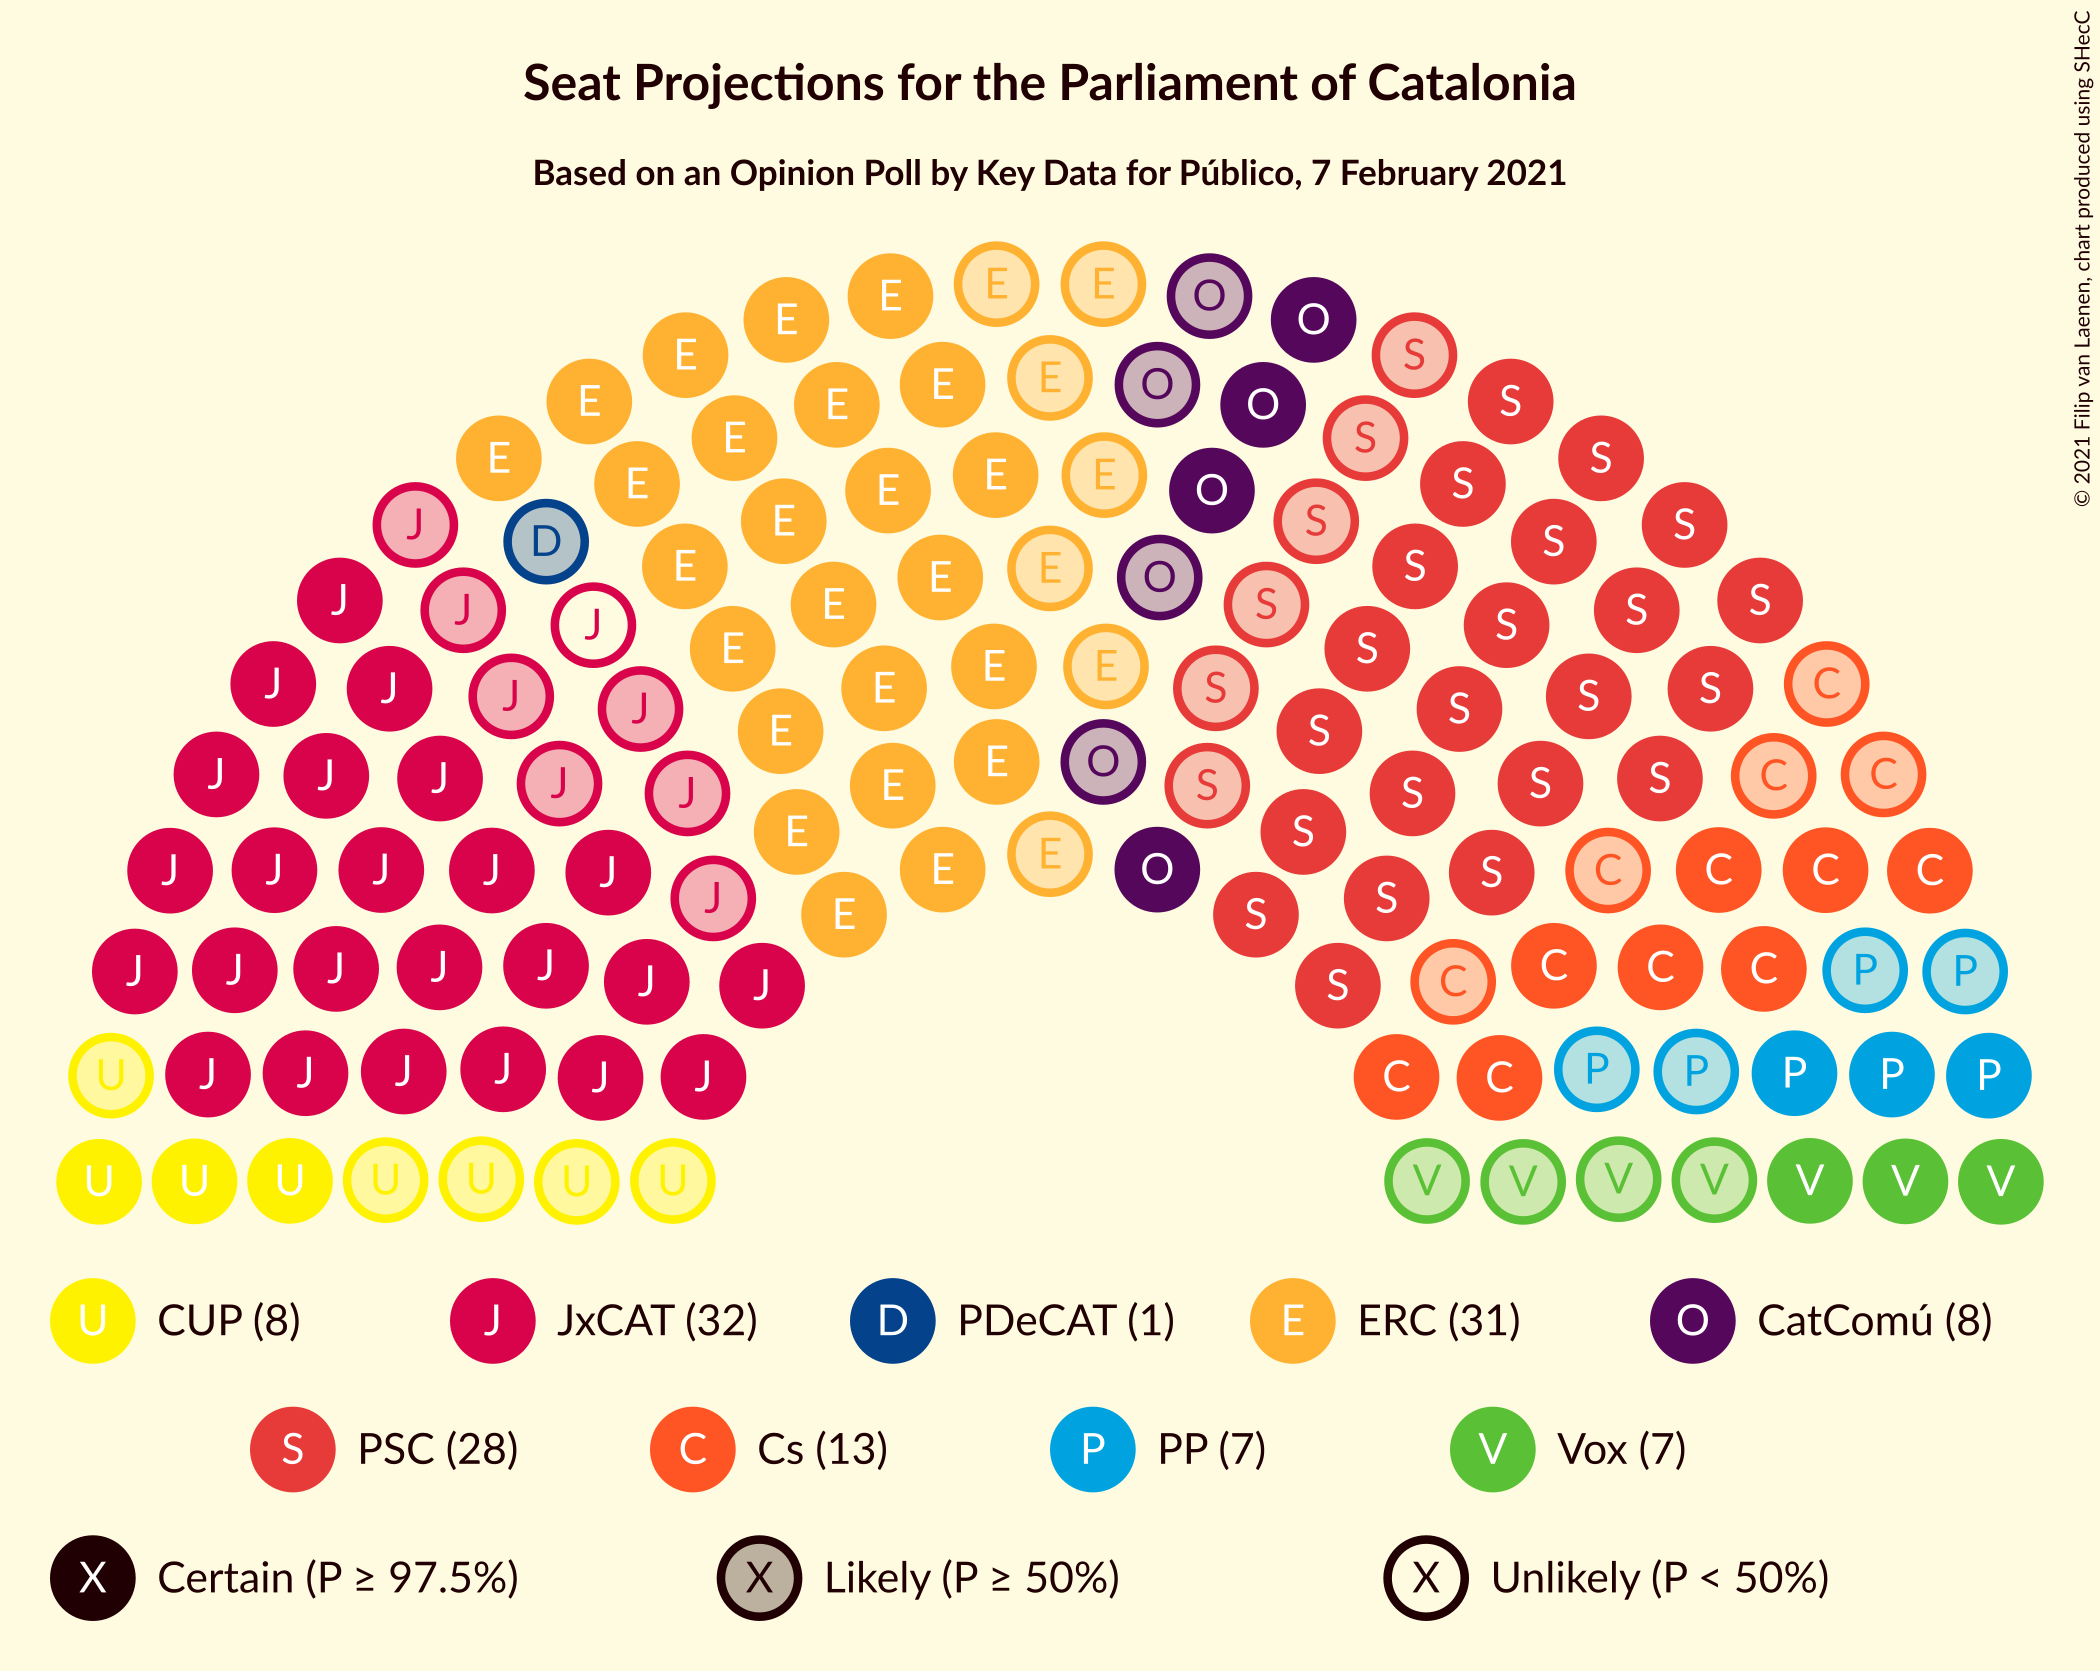 Seat Projections for the Parliament of Catalonia
Based on an Opinion Poll by Key Data for Público, 7 February 2021
© 2021 Filip van Laenen, chart produced using SHecC
E E E E O O
E E S S
E E E E O O S S
E E E E O S S
J E E E S S S
J D E E E O S S S
J J J E E E S S S S
J J J J E E E S S S S C
J J J J J E E E O S S S S C C
J J J J J J E E E O S S S C C C C
J J J J J J J E S S C C C C P P
U J J J J J J C C P P P P P
U U U U U U U V V V V V V V
U CUP (8) J JxCAT (32) D PDeCAT (1) E ERC (31) O CatComú (8)
S PSC (28) C Cs (13) P PP (7) V Vox (7)
X Certain (P ≥ 97.5%) X Likely (P ≥ 50%) X Unlikely (P < 50%)